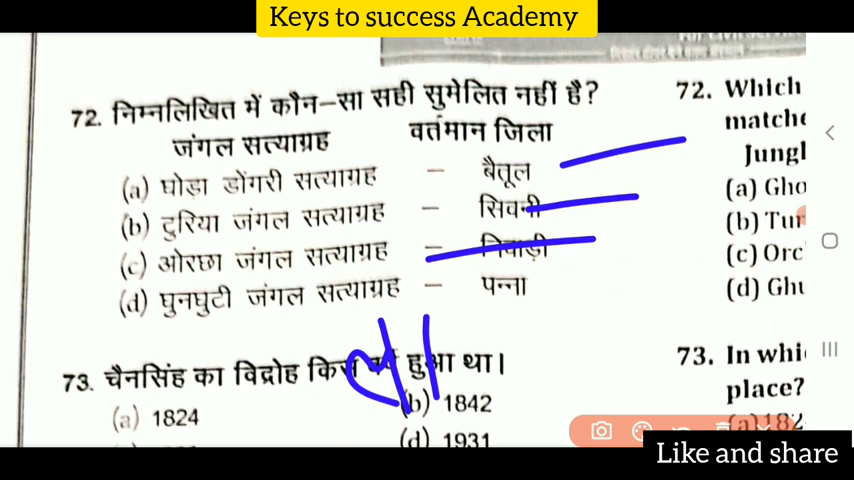 Keys to success Academy
72. निम्नलिखित में कौन–सा सही सुमेलित नहीं है?
जंगल सत्याग्रह वर्तमान जिला
(a) घोड़ा डोंगरी सत्याग्रह – बैतूल
(b) टुरिया जंगल सत्याग्रह – सिवनी
(c) ओरछा जंगल सत्याग्रह – निवाड़ी
(d) घुनघुटी जंगल सत्याग्रह – पन्ना
73. चैनसिंह का विद्रोह किस वर्ष हुआ था।
(a) 1824 (b) 1842
(d) 1931
72. Which
matche
Jungl
(a) Gho
(b) Tur
(c) Orc
(d) Ghu
73. In whi
place?
(a) 182
Like and share